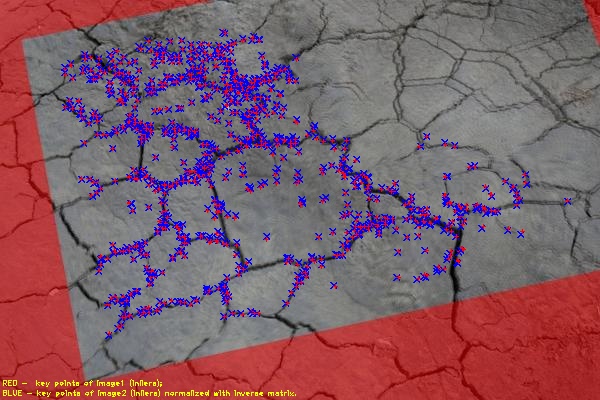 RED - key points of image1 (inliers);
BLUE - key points of image2 (inliers) normalized with inverse matrix.